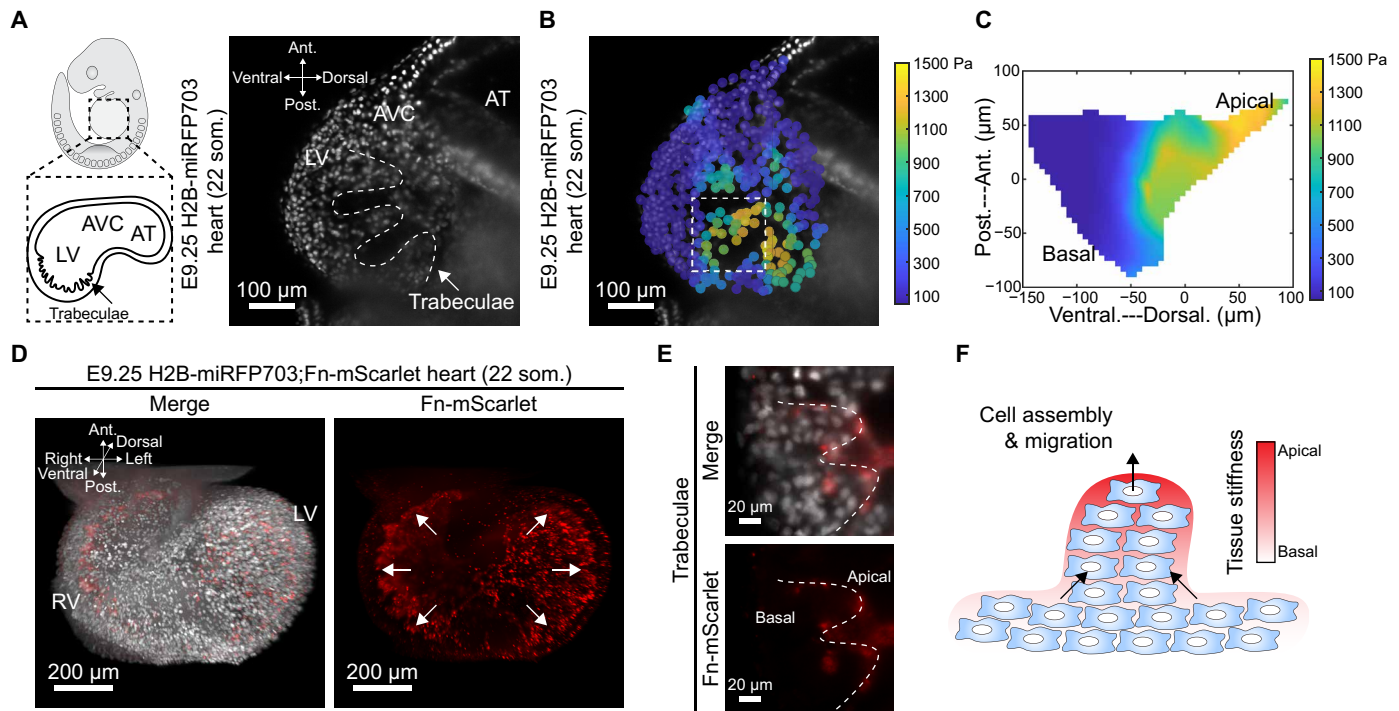 A
AVC
AT
LV
Trabeculae
E9.25 H2B-miRFP703
heart (22 som.)
Ant.
Ventral
Dorsal
Post.
AT
AVC
LV
100 µm
Trabeculae
B
E9.25 H2B-miRFP703
heart (22 som.)
100 µm
1500 Pa
1300
1100
900
700
500
300
100
C
Post.---Ant. (µm)
100
50
0
−50
−100
Apical
Basal
−150
−100
−50
0
50
100
Ventral.---Dorsal. (µm)
1500 Pa
1300
1100
900
700
500
300
100
D
E9.25 H2B-miRFP703;Fn-mScarlet heart (22 som.)
Merge
Fn-mScarlet
Ant.
Dorsal
Right
Left
Ventral
Post.
LV
RV
200 µm
200 µm
E
Trabeculae
Merge
20 µm
Fn-mScarlet
Apical
Basal
20 µm
F
Cell assembly
& migration
Tissue stiffness
Apical
Basal